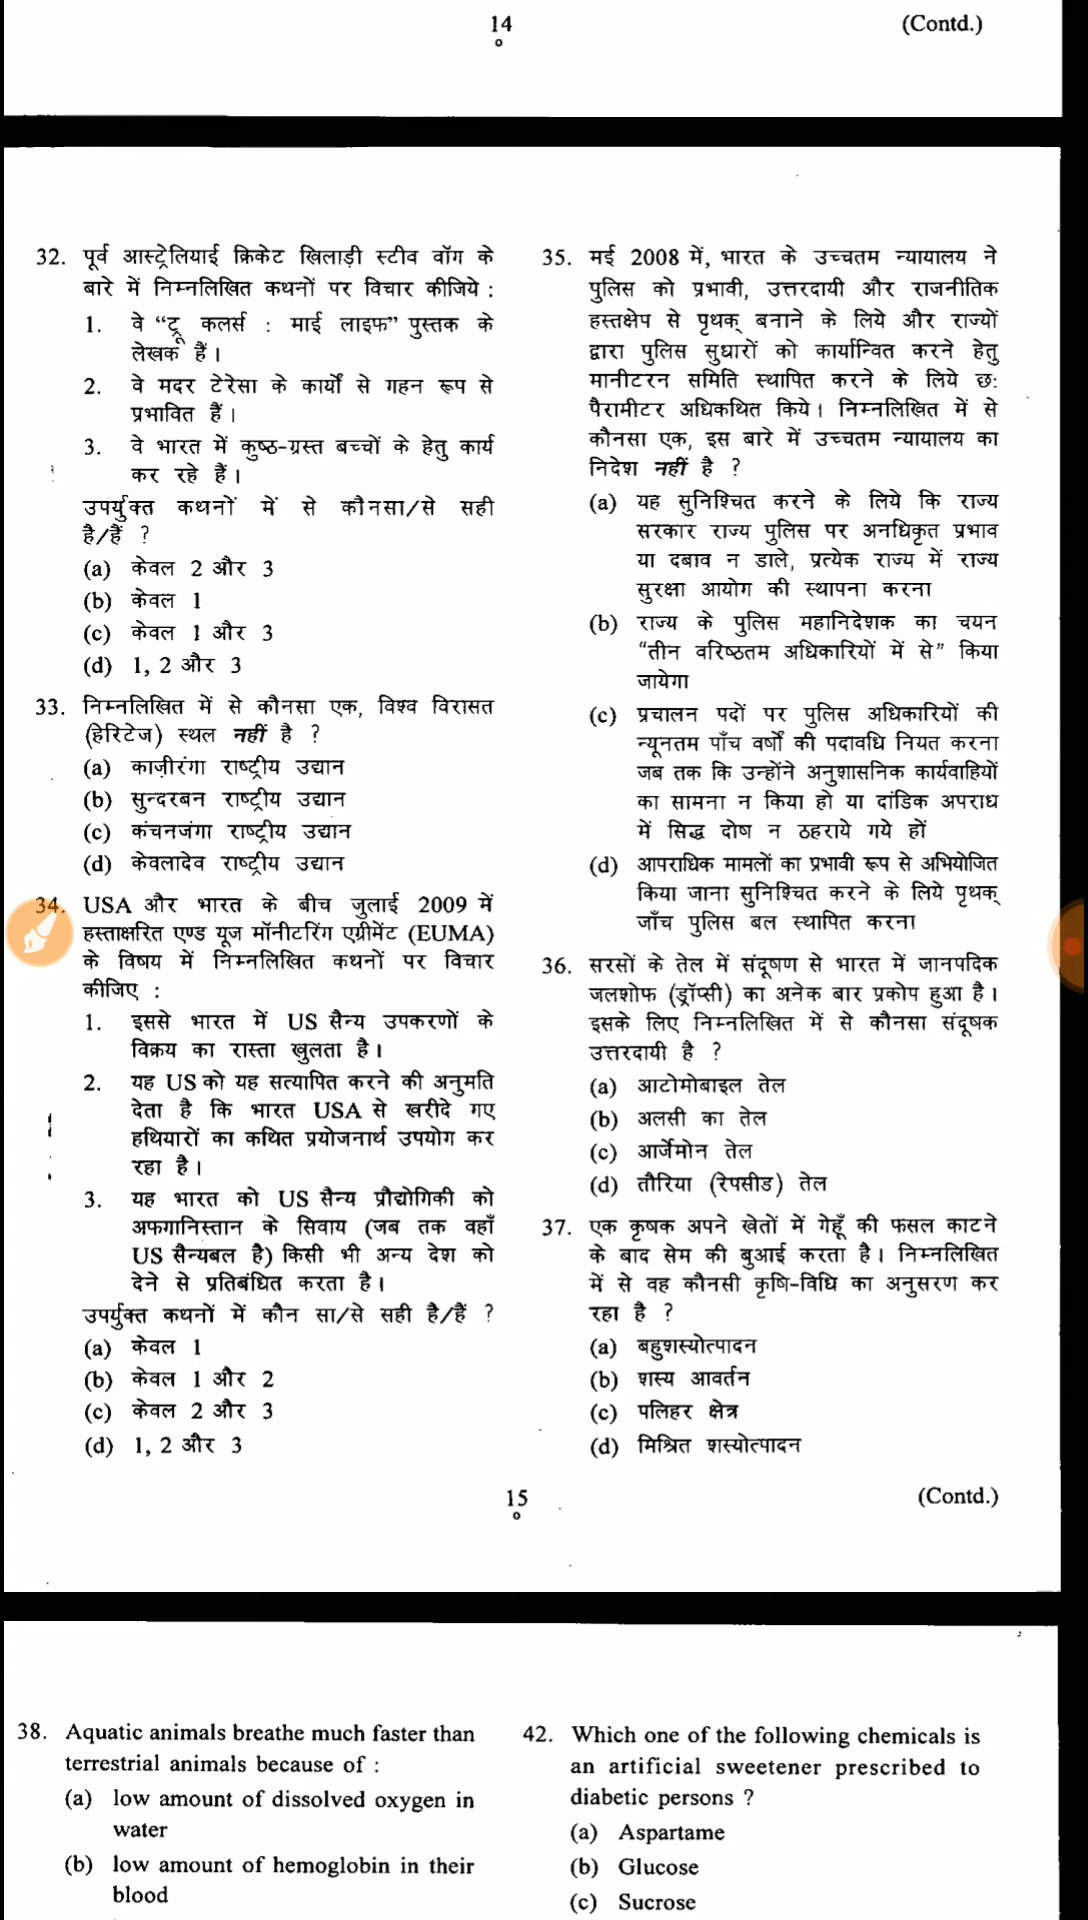 14
(Contd.)
32. पूर्व आस्ट्रेलियाई क्रिकेट खिलाड़ी स्टीव वॉग के
बारे में निम्नलिखित कथनों पर विचार कीजिये :
1. वे “ट्रू कलर्स : माई लाइफ” पुस्तक के
लेखक हैं।
2. वे मदर टेरेसा के कार्यों से गहन रूप से
प्रभावित हैं।
3. वे भारत में कुष्ठ-ग्रस्त बच्चों के हेतु कार्य
कर रहे हैं।
उपर्युक्त कथनों में से कौनसा/से सही
है/हैं ?
(a) केवल 2 और 3
(b) केवल 1
(c) केवल 1 और 3
(d) 1, 2 और 3
33. निम्नलिखित में से कौनसा एक, विश्व विरासत
(हेरिटेज) स्थल नहीं है ?
(a) काज़ीरंगा राष्ट्रीय उद्यान
(b) सुन्दरबन राष्ट्रीय उद्यान
(c) कंचनजंगा राष्ट्रीय उद्यान
(d) केवलादेव राष्ट्रीय उद्यान
34. USA और भारत के बीच जुलाई 2009 में
हस्ताक्षरित एण्ड यूज मॉनीटरिंग एग्रीमेंट (EUMA)
के विषय में निम्नलिखित कथनों पर विचार
कीजिए :
1. इससे भारत में US सैन्य उपकरणों के
विक्रय का रास्ता खुलता है।
2. यह US को यह सत्यापित करने की अनुमति
देता है कि भारत USA से खरीदे गए
हथियारों का कथित प्रयोजनार्थ उपयोग कर
रहा है।
3. यह भारत को US सैन्य प्रौद्योगिकी को
अफगानिस्तान के सिवाय (जब तक वहाँ
US सैन्यबल है) किसी भी अन्य देश को
देने से प्रतिबंधित करता है।
उपर्युक्त कथनों में कौन सा/से सही है/हैं ?
(a) केवल 1
(b) केवल 1 और 2
(c) केवल 2 और 3
(d) 1, 2 और 3
35. मई 2008 में, भारत के उच्चतम न्यायालय ने
पुलिस को प्रभावी, उत्तरदायी और राजनीतिक
हस्तक्षेप से पृथक् बनाने के लिये और राज्यों
द्वारा पुलिस सुधारों को कार्यान्वित करने हेतु
मानीटरन समिति स्थापित करने के लिये छः
पैरामीटर अधिकथित किये। निम्नलिखित में से
कौनसा एक, इस बारे में उच्चतम न्यायालय का
निदेश नहीं है ?
(a) यह सुनिश्चित करने के लिये कि राज्य
सरकार राज्य पुलिस पर अनधिकृत प्रभाव
या दबाव न डाले, प्रत्येक राज्य में राज्य
सुरक्षा आयोग की स्थापना करना
(b) राज्य के पुलिस महानिदेशक का चयन
“तीन वरिष्ठतम अधिकारियों में से” किया
जायेगा
(c) प्रचालन पदों पर पुलिस अधिकारियों की
न्यूनतम पाँच वर्षों की पदावधि नियत करना
जब तक कि उन्होंने अनुशासनिक कार्यवाहियों
का सामना न किया हो या दांडिक अपराध
में सिद्ध दोष न ठहराये गये हों
(d) आपराधिक मामलों का प्रभावी रूप से अभियोजित
किया जाना सुनिश्चित करने के लिये पृथक्
जाँच पुलिस बल स्थापित करना
36. सरसों के तेल में संदूषण से भारत में जानपदिक
जलशोफ (ड्रॉप्सी) का अनेक बार प्रकोप हुआ है।
इसके लिए निम्नलिखित में से कौनसा संदूषक
उत्तरदायी है ?
(a) आटोमोबाइल तेल
(b) अलसी का तेल
(c) आर्जेमोन तेल
(d) तौरिया (रेपसीड) तेल
37. एक कृषक अपने खेतों में गेहूँ की फसल काटने
के बाद सेम की बुआई करता है। निम्नलिखित
में से वह कौनसी कृषि-विधि का अनुसरण कर
रहा है ?
(a) बहुशस्योत्पादन
(b) शस्य आवर्तन
(c) पलिहर क्षेत्र
(d) मिश्रित शस्योत्पादन
15
(Contd.)
38. Aquatic animals breathe much faster than
terrestrial animals because of :
(a) low amount of dissolved oxygen in
water
(b) low amount of hemoglobin in their
blood
42. Which one of the following chemicals is
an artificial sweetener prescribed to
diabetic persons ?
(a) Aspartame
(b) Glucose
(c) Sucrose